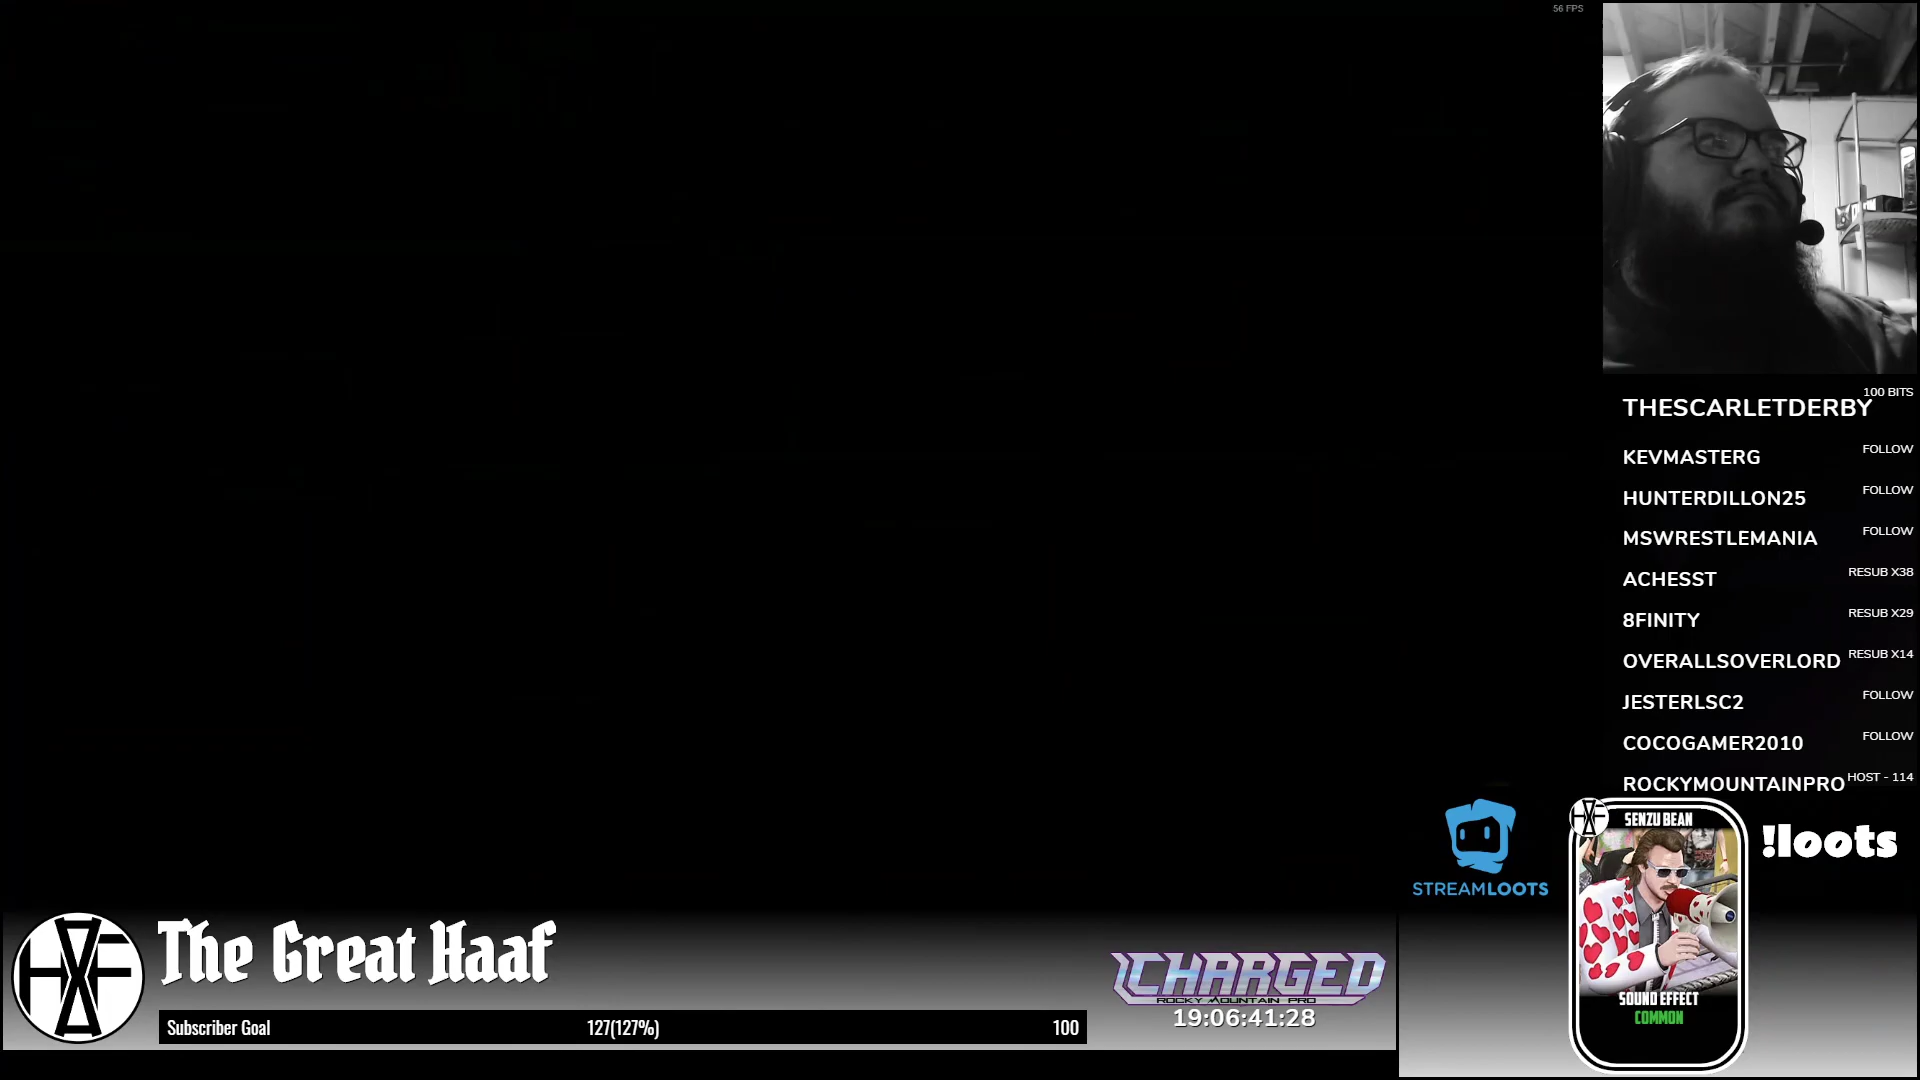 56 FPS
100 BITS
THESCARLETDERBY
KEVMASTERG FOLLOW
HUNTERDILLON25 FOLLOW
MSWRESTLEMANIA FOLLOW
ACHESST RESUB X38
8FINITY RESUB X29
OVERALLSOVERLORD RESUB X14
JESTERLSC2 FOLLOW
COCOGAMER2010 FOLLOW
ROCKYMOUNTAINPRO HOST - 114
STREAMLOOTS
SENZU BEAN
SOUND EFFECT
COMMON
!loots
HXF
The Great Haaf
Subscriber Goal 127(127%) 100
CHARGED
ROCKY MOUNTAIN PRO
19:06:41:28